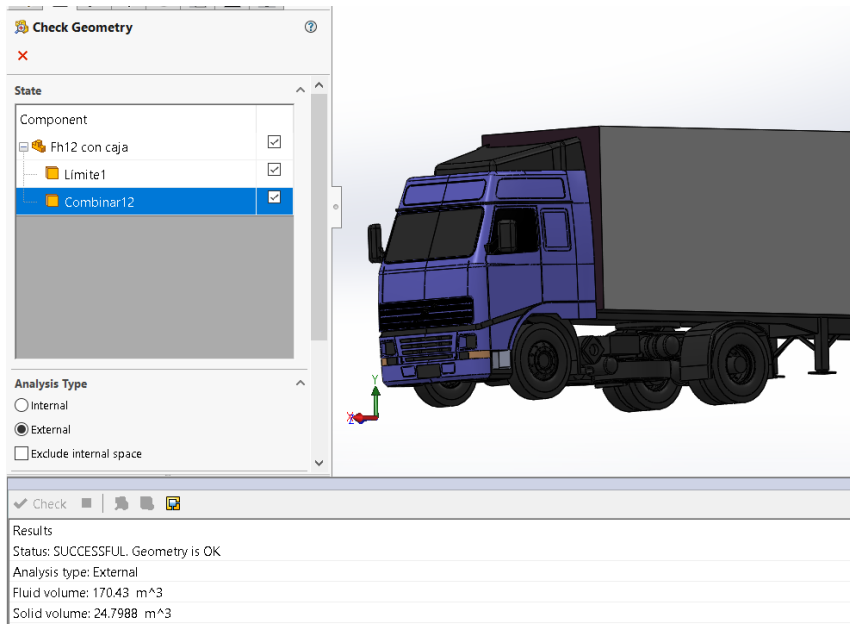 Check Geometry
State
Component
Fh12 con caja
Límite1
Combinar12
Analysis Type
Internal
External
Exclude internal space
Y
Check
Results
Status: SUCCESSFUL. Geometry is OK
Analysis type: External
Fluid volume: 170.43 m^3
Solid volume: 24.7988 m^3